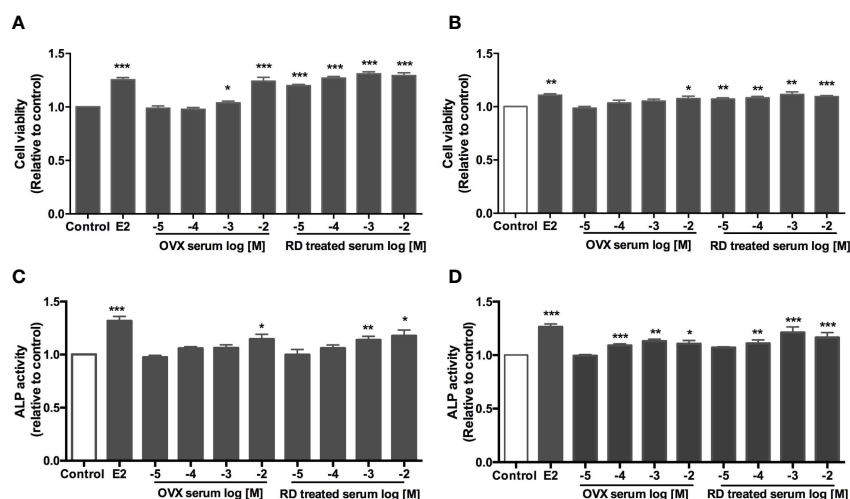 A
Cell viablity
(Relative to control)
1.5
1.0
0.5
0.0
***
*
***
***
***
***
***
Control E2 -5 -4 -3 -2 -5 -4 -3 -2
OVX serum log [M] RD treated serum log [M]
B
Cell viablity
(Relative to control)
1.5
1.0
0.5
0.0
**
*
**
**
**
***
Control E2 -5 -4 -3 -2 -5 -4 -3 -2
OVX serum log [M] RD treated serum log [M]
C
ALP activity
(relative to control)
1.5
1.0
0.5
0.0
***
*
**
*
Control E2 -5 -4 -3 -2 -5 -4 -3 -2
OVX serum log [M] RD treated serum log [M]
D
ALP activity
(Relative to control)
1.5
1.0
0.5
0.0
***
***
**
*
**
***
***
Control E2 -5 -4 -3 -2 -5 -4 -3 -2
OVX serum log [M] RD treated serum log [M]